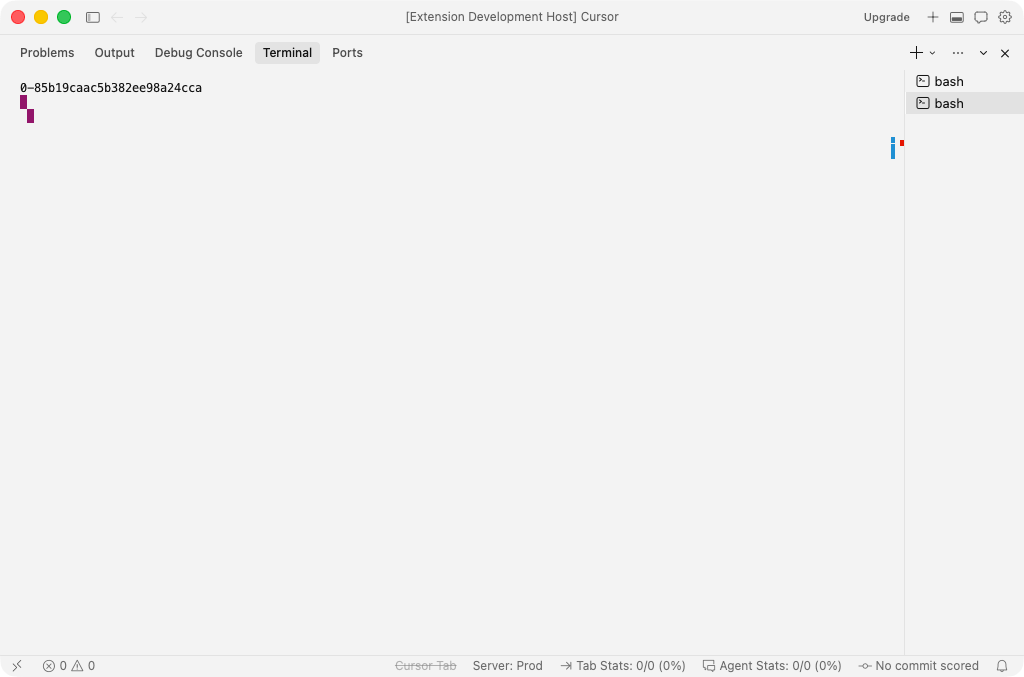 [Extension Development Host] Cursor
Upgrade
Problems Output Debug Console Terminal Ports
0-85b19caac5b382ee98a24cca
bash
bash
0 0
Cursor Tab Server: Prod Tab Stats: 0/0 (0%) Agent Stats: 0/0 (0%) No commit scored